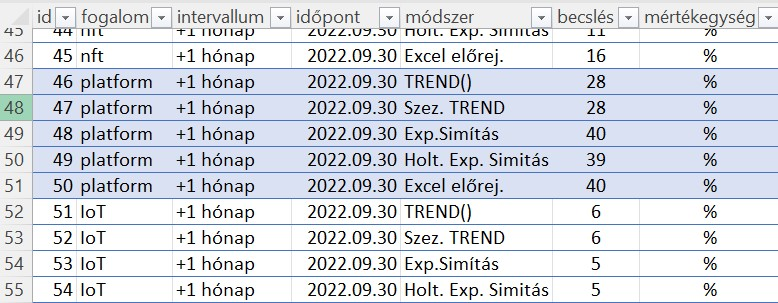 id fogalom intervallum időpont módszer becslés mértékegység
45 44 nft +1 hónap 2022.09.30 Holt. Exp. Simitás 11 %
46 45 nft +1 hónap 2022.09.30 Excel előrej. 16 %
47 46 platform +1 hónap 2022.09.30 TREND() 28 %
48 47 platform +1 hónap 2022.09.30 Szez. TREND 28 %
49 48 platform +1 hónap 2022.09.30 Exp.Simítás 40 %
50 49 platform +1 hónap 2022.09.30 Holt. Exp. Simitás 39 %
51 50 platform +1 hónap 2022.09.30 Excel előrej. 40 %
52 51 IoT +1 hónap 2022.09.30 TREND() 6 %
53 52 IoT +1 hónap 2022.09.30 Szez. TREND 6 %
54 53 IoT +1 hónap 2022.09.30 Exp.Simítás 5 %
55 54 IoT +1 hónap 2022.09.30 Holt. Exp. Simitás 5 %